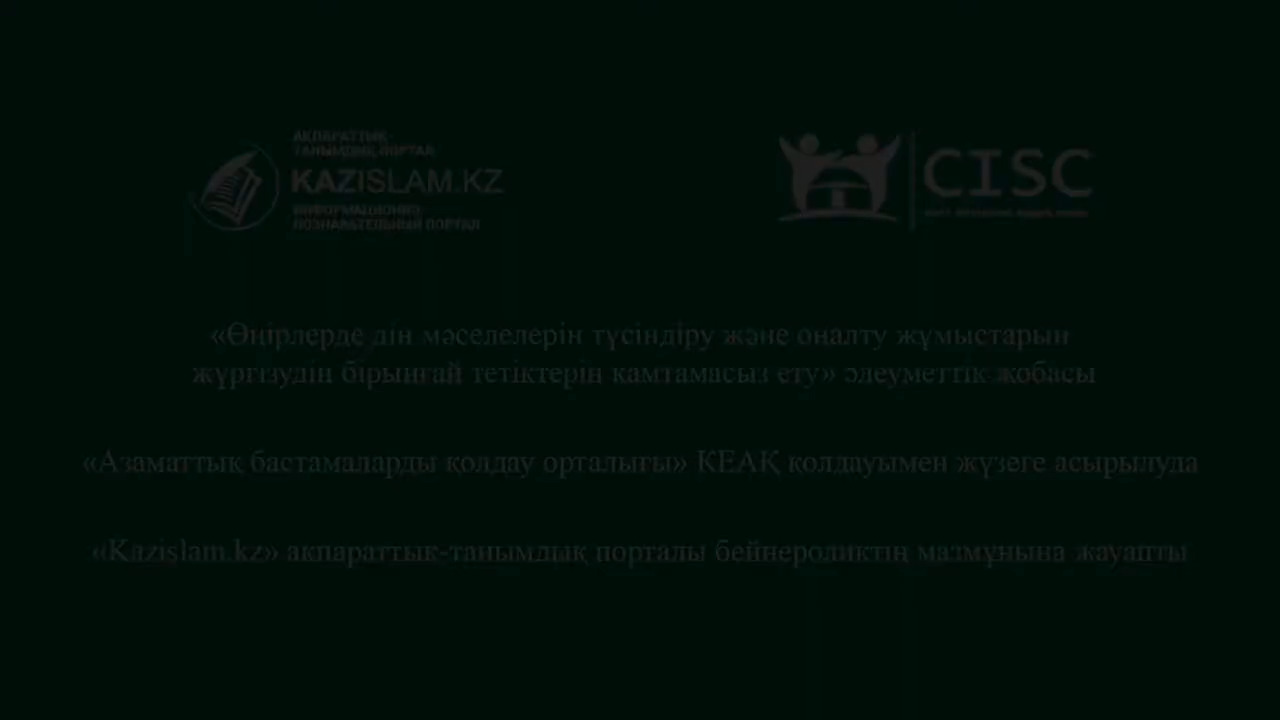 АҚПАРАТТЫҚ
ТАНЫМДЫҚ ПОРТАЛ
KAZISLAM.KZ
ИНФОРМАЦИОННО
ПОЗНАВАТЕЛЬНЫЙ ПОРТАЛ
CISC
«Өңірлерде дін мәселелерін түсіндіру және оңалту жұмыстарын
жүргізудің бірыңғай тетіктерін қамтамасыз ету» әлеуметтік жобасы
«Азаматтық бастамаларды қолдау орталығы» КЕАҚ қолдауымен жүзеге асырылуда
«Kazislam.kz» ақпараттық-танымдық порталы бейнероликтің мазмұнына жауапты